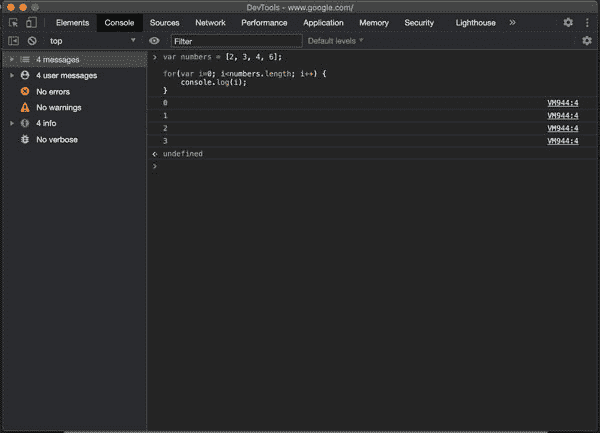 DevTools - www.google.com/
Elements Console Sources Network Performance Application Memory Security Lighthouse »
top Filter Default levels
4 messages
4 user messages
No errors
No warnings
4 info
No verbose
> var numbers = [2, 3, 4, 6];
for(var i=0; i<numbers.length; i++) {
console.log(i);
}
0 VM944:4
1 VM944:4
2 VM944:4
3 VM944:4
undefined
>